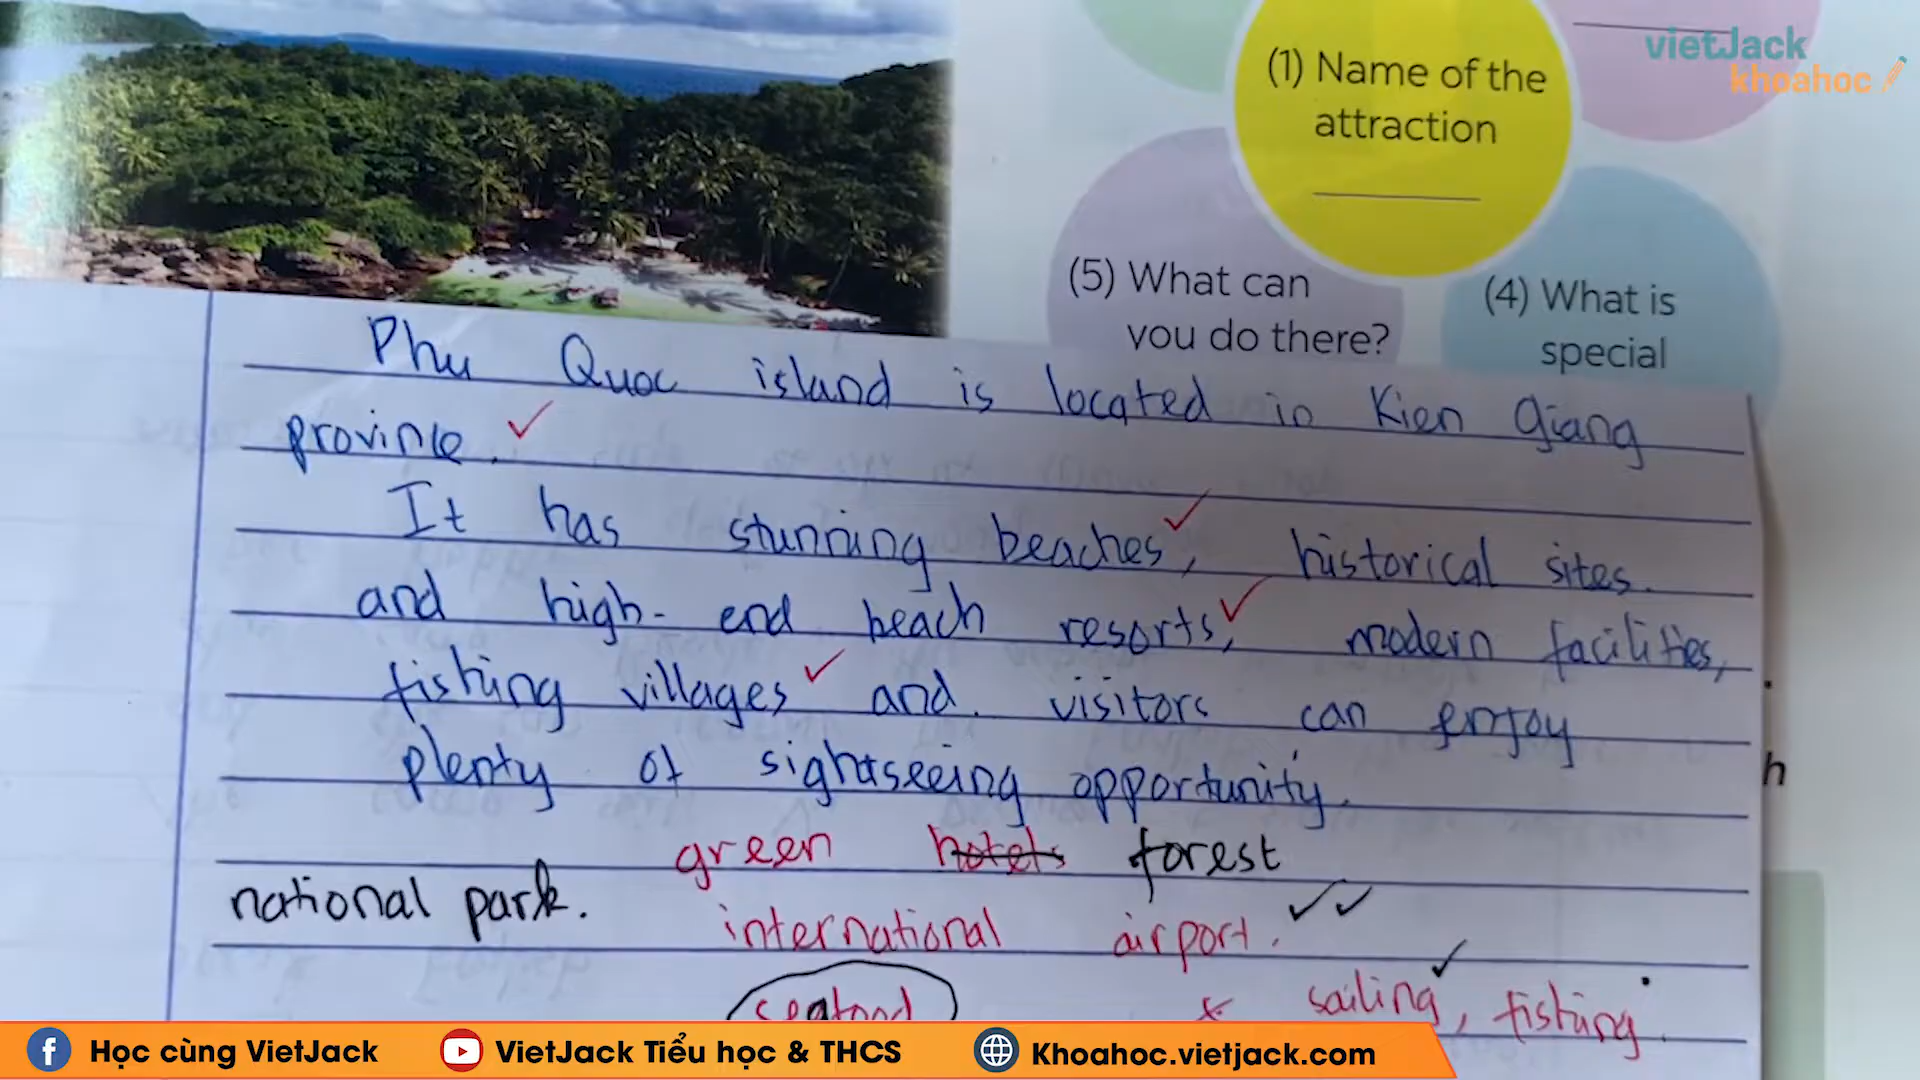 vietJack
khoahoc
(1) Name of the
attraction
(5) What can
you do there?
(4) What is
special
Phu Quoc island is located in Kien Giang
province.
It has stunning beaches, historical sites.
and high-end beach resorts, modern facilities,
fishing villages and visitors can enjoy
plenty of sightseeing opportunity.
green hotels forest
national park.
international airport.
seafood
sailing, fishing
h
Học cùng VietJack
VietJack Tiểu học & THCS
Khoahoc.vietjack.com